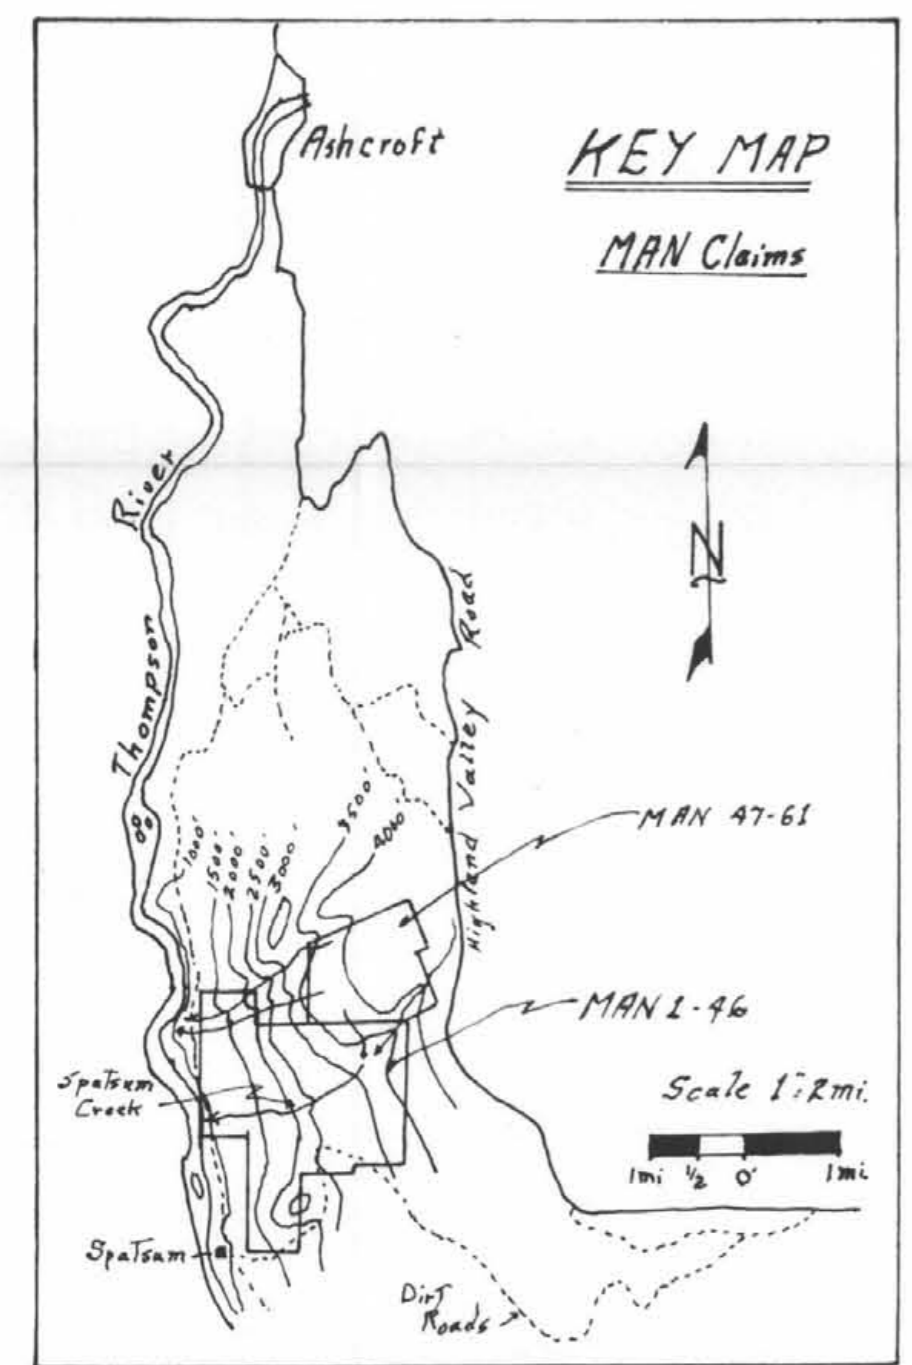 Ashcroft
KEY MAP
MAN Claims
River
Thompson
Highland Valley Road
N
1000'
1500'
2000'
2500'
3000'
3500'
4000'
MAN 47-61
MAN 1-46
Spatsum
Creek
Scale 1":2mi.
1mi 1/2 0' 1mi.
Spatsum
Dirt
Roads